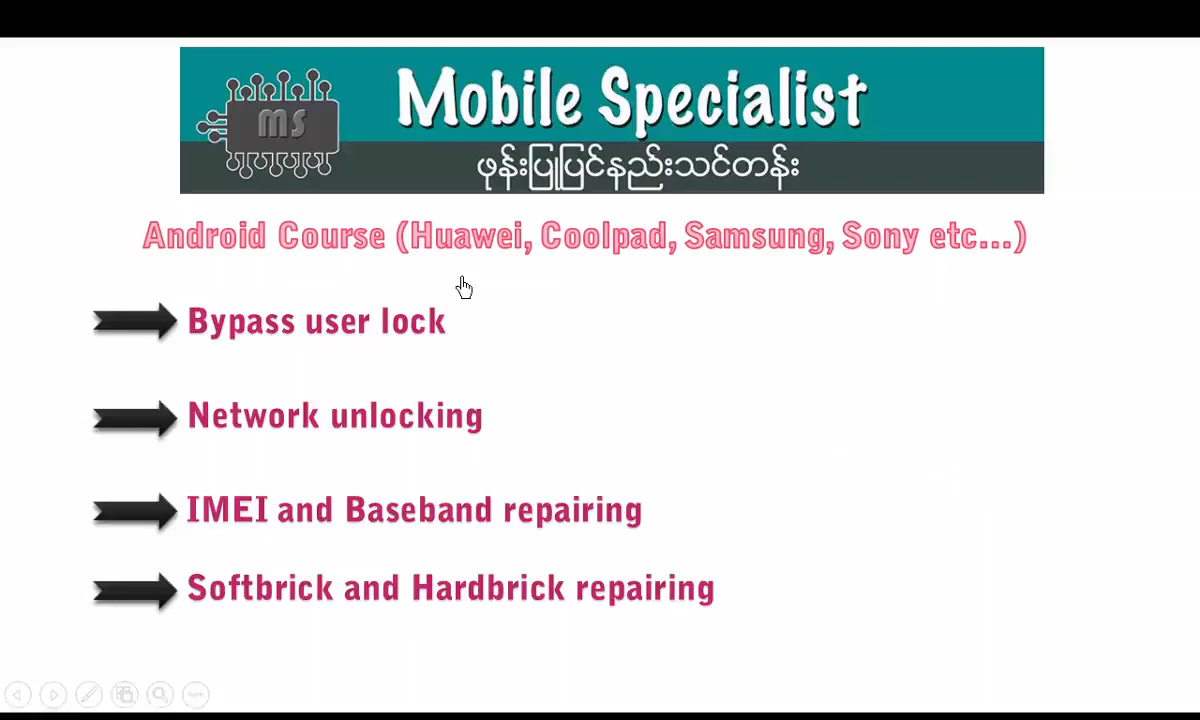 MS
Mobile Specialist
ဖုန်းပြုပြင်နည်းသင်တန်း
Android Course (Huawei, Coolpad, Samsung, Sony etc...)
Bypass user lock
Network unlocking
IMEI and Baseband repairing
Softbrick and Hardbrick repairing